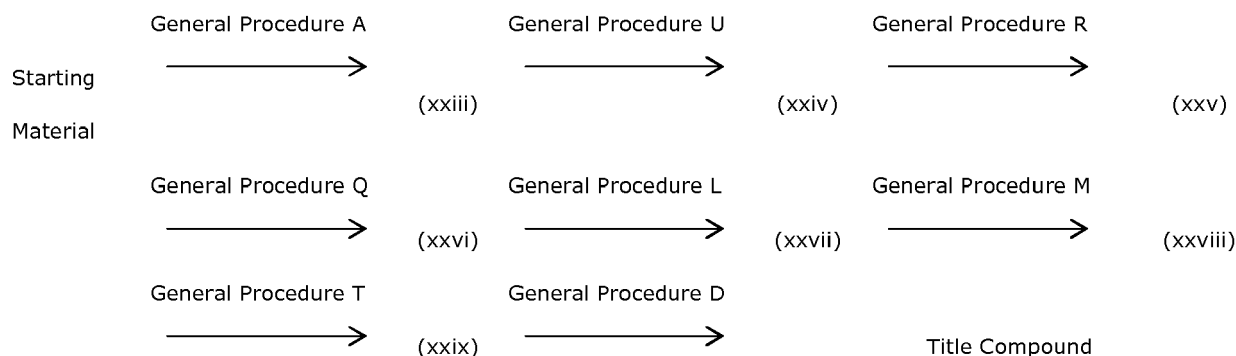 General Procedure A General Procedure U General Procedure R
Starting
(xxiii) (xxiv) (xxv)
Material
General Procedure Q General Procedure L General Procedure M
(xxvi) (xxvii) (xxviii)
General Procedure T General Procedure D
(xxix) Title Compound